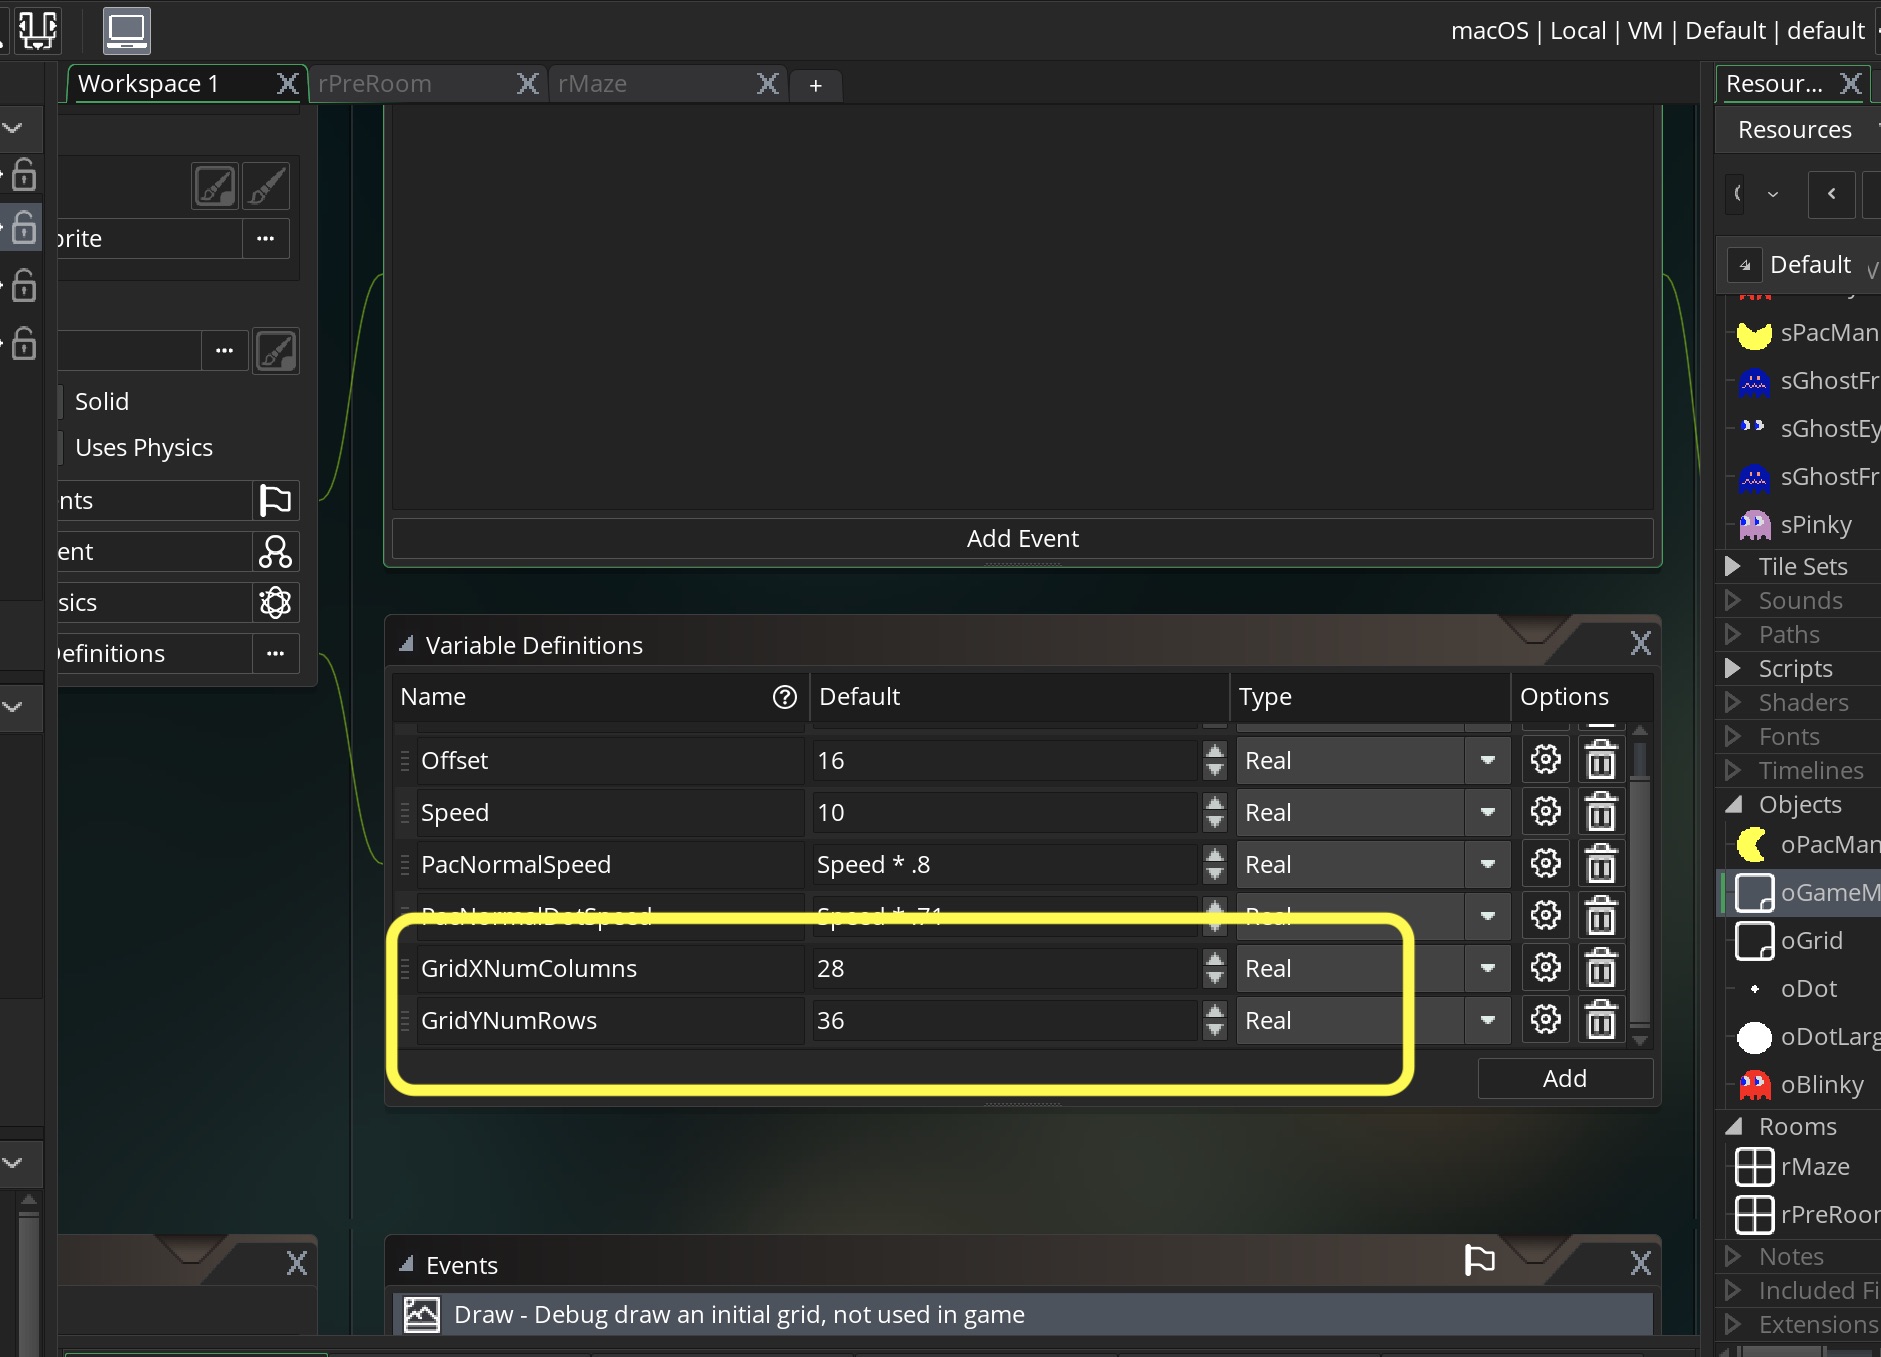 macOS | Local | VM | Default | default
Workspace 1
rPreRoom
rMaze
+
Resour...
Resources
Default
sPacMan
sGhostFr
sGhostEy
sGhostFr
sPinky
Tile Sets
Sounds
Paths
Scripts
Shaders
Fonts
Timelines
Objects
oPacMan
oGameM
oGrid
oDot
oDotLarg
oBlinky
Rooms
rMaze
rPreRoor
Notes
Included Fi
Extensions
prite
...
...
Solid
Uses Physics
nts
ent
sics
efinitions
...
Add Event
Variable Definitions
Name Default Type Options
Offset 16 Real
Speed 10 Real
PacNormalSpeed Speed * .8 Real
PacNormalDotSpeed Speed * .71 Real
GridXNumColumns 28 Real
GridYNumRows 36 Real
Add
Events
Draw - Debug draw an initial grid, not used in game